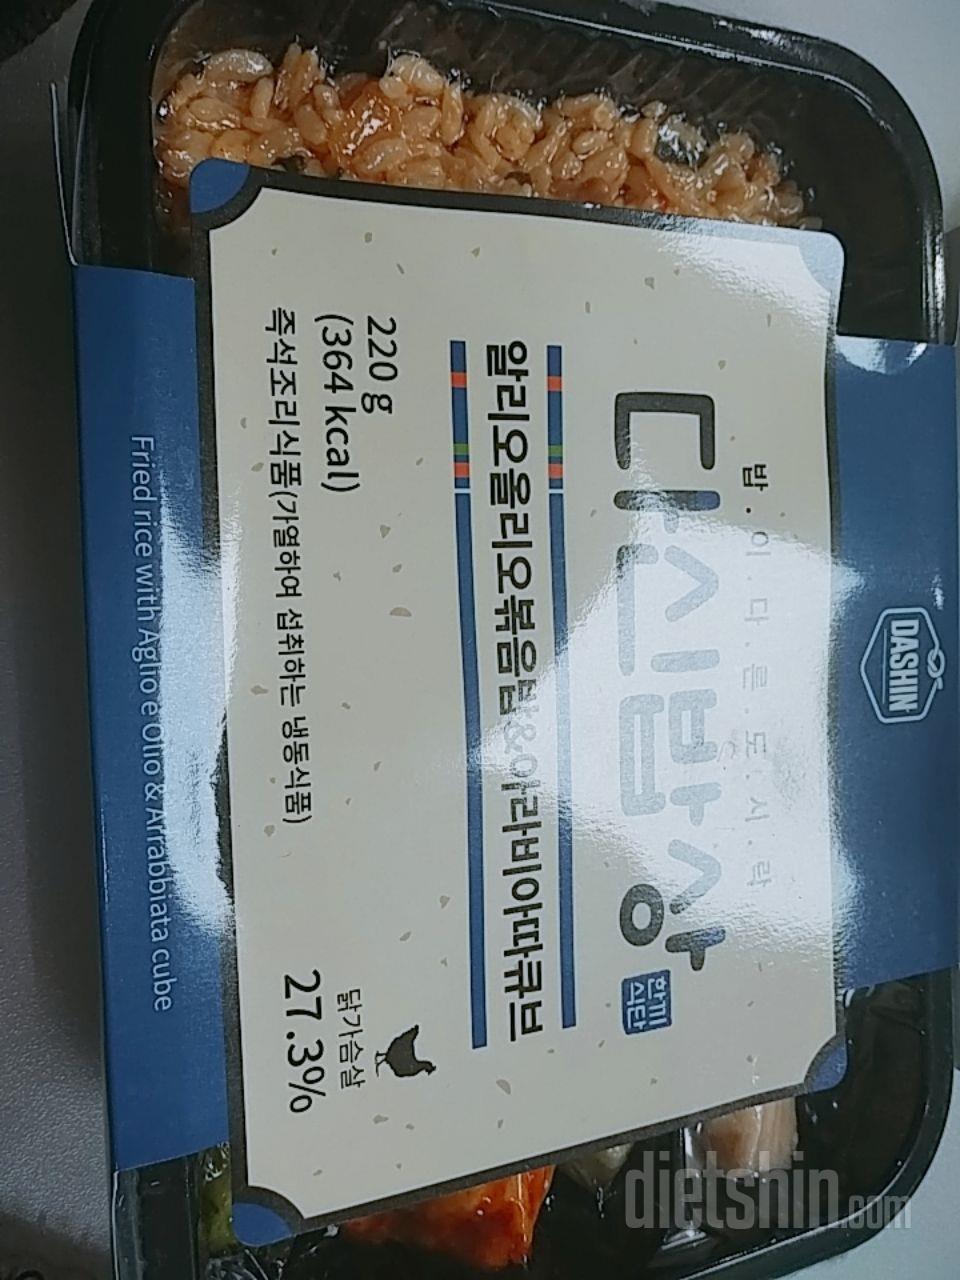 DASHIN
밥·이 다 른 도 시 락
다신밥상
한끼
식단
알리오올리오볶음밥&아라비아따큐브
220 g
(364 kcal)
즉석조리식품(가열하여 섭취하는 냉동식품)
닭가슴살
27.3%
Fried rice with Aglio e Olio & Arrabbiata cube
dietshin.com